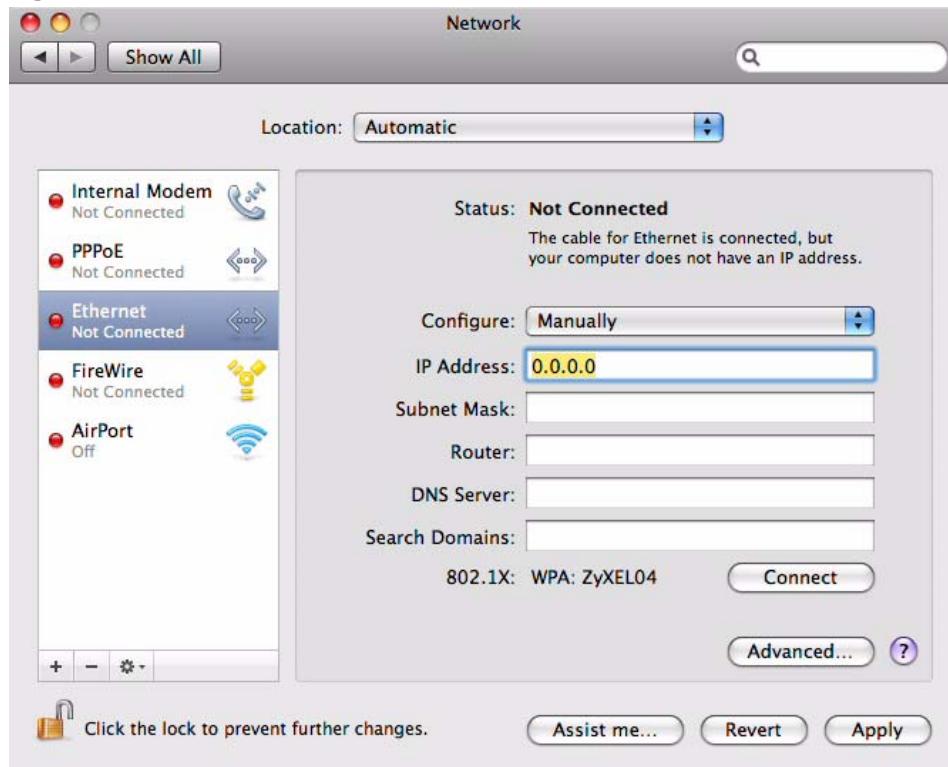 Network
Show All
Location: Automatic
Internal Modem
Not Connected
PPPoE
Not Connected
Ethernet
Not Connected
FireWire
Not Connected
AirPort
Off
Status: Not Connected
The cable for Ethernet is connected, but
your computer does not have an IP address.
Configure: Manually
IP Address: 0.0.0.0
Subnet Mask:
Router:
DNS Server:
Search Domains:
802.1X: WPA: ZyXEL04 Connect
Advanced... ?
+ −
Click the lock to prevent further changes.
Assist me... Revert Apply